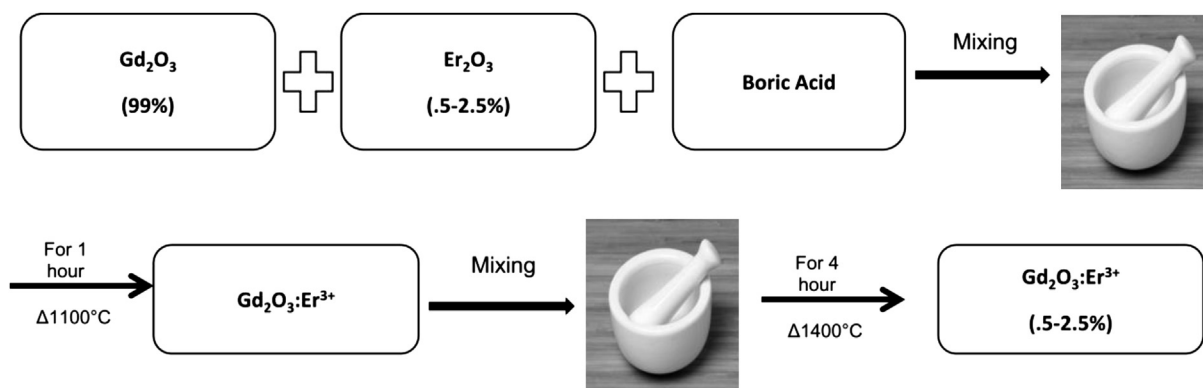 Gd₂O₃
(99%)
Er₂O₃
(.5-2.5%)
Boric Acid
Mixing
For 1
hour
Δ1100°C
Gd₂O₃:Er³⁺
Mixing
For 4
hour
Δ1400°C
Gd₂O₃:Er³⁺
(.5-2.5%)